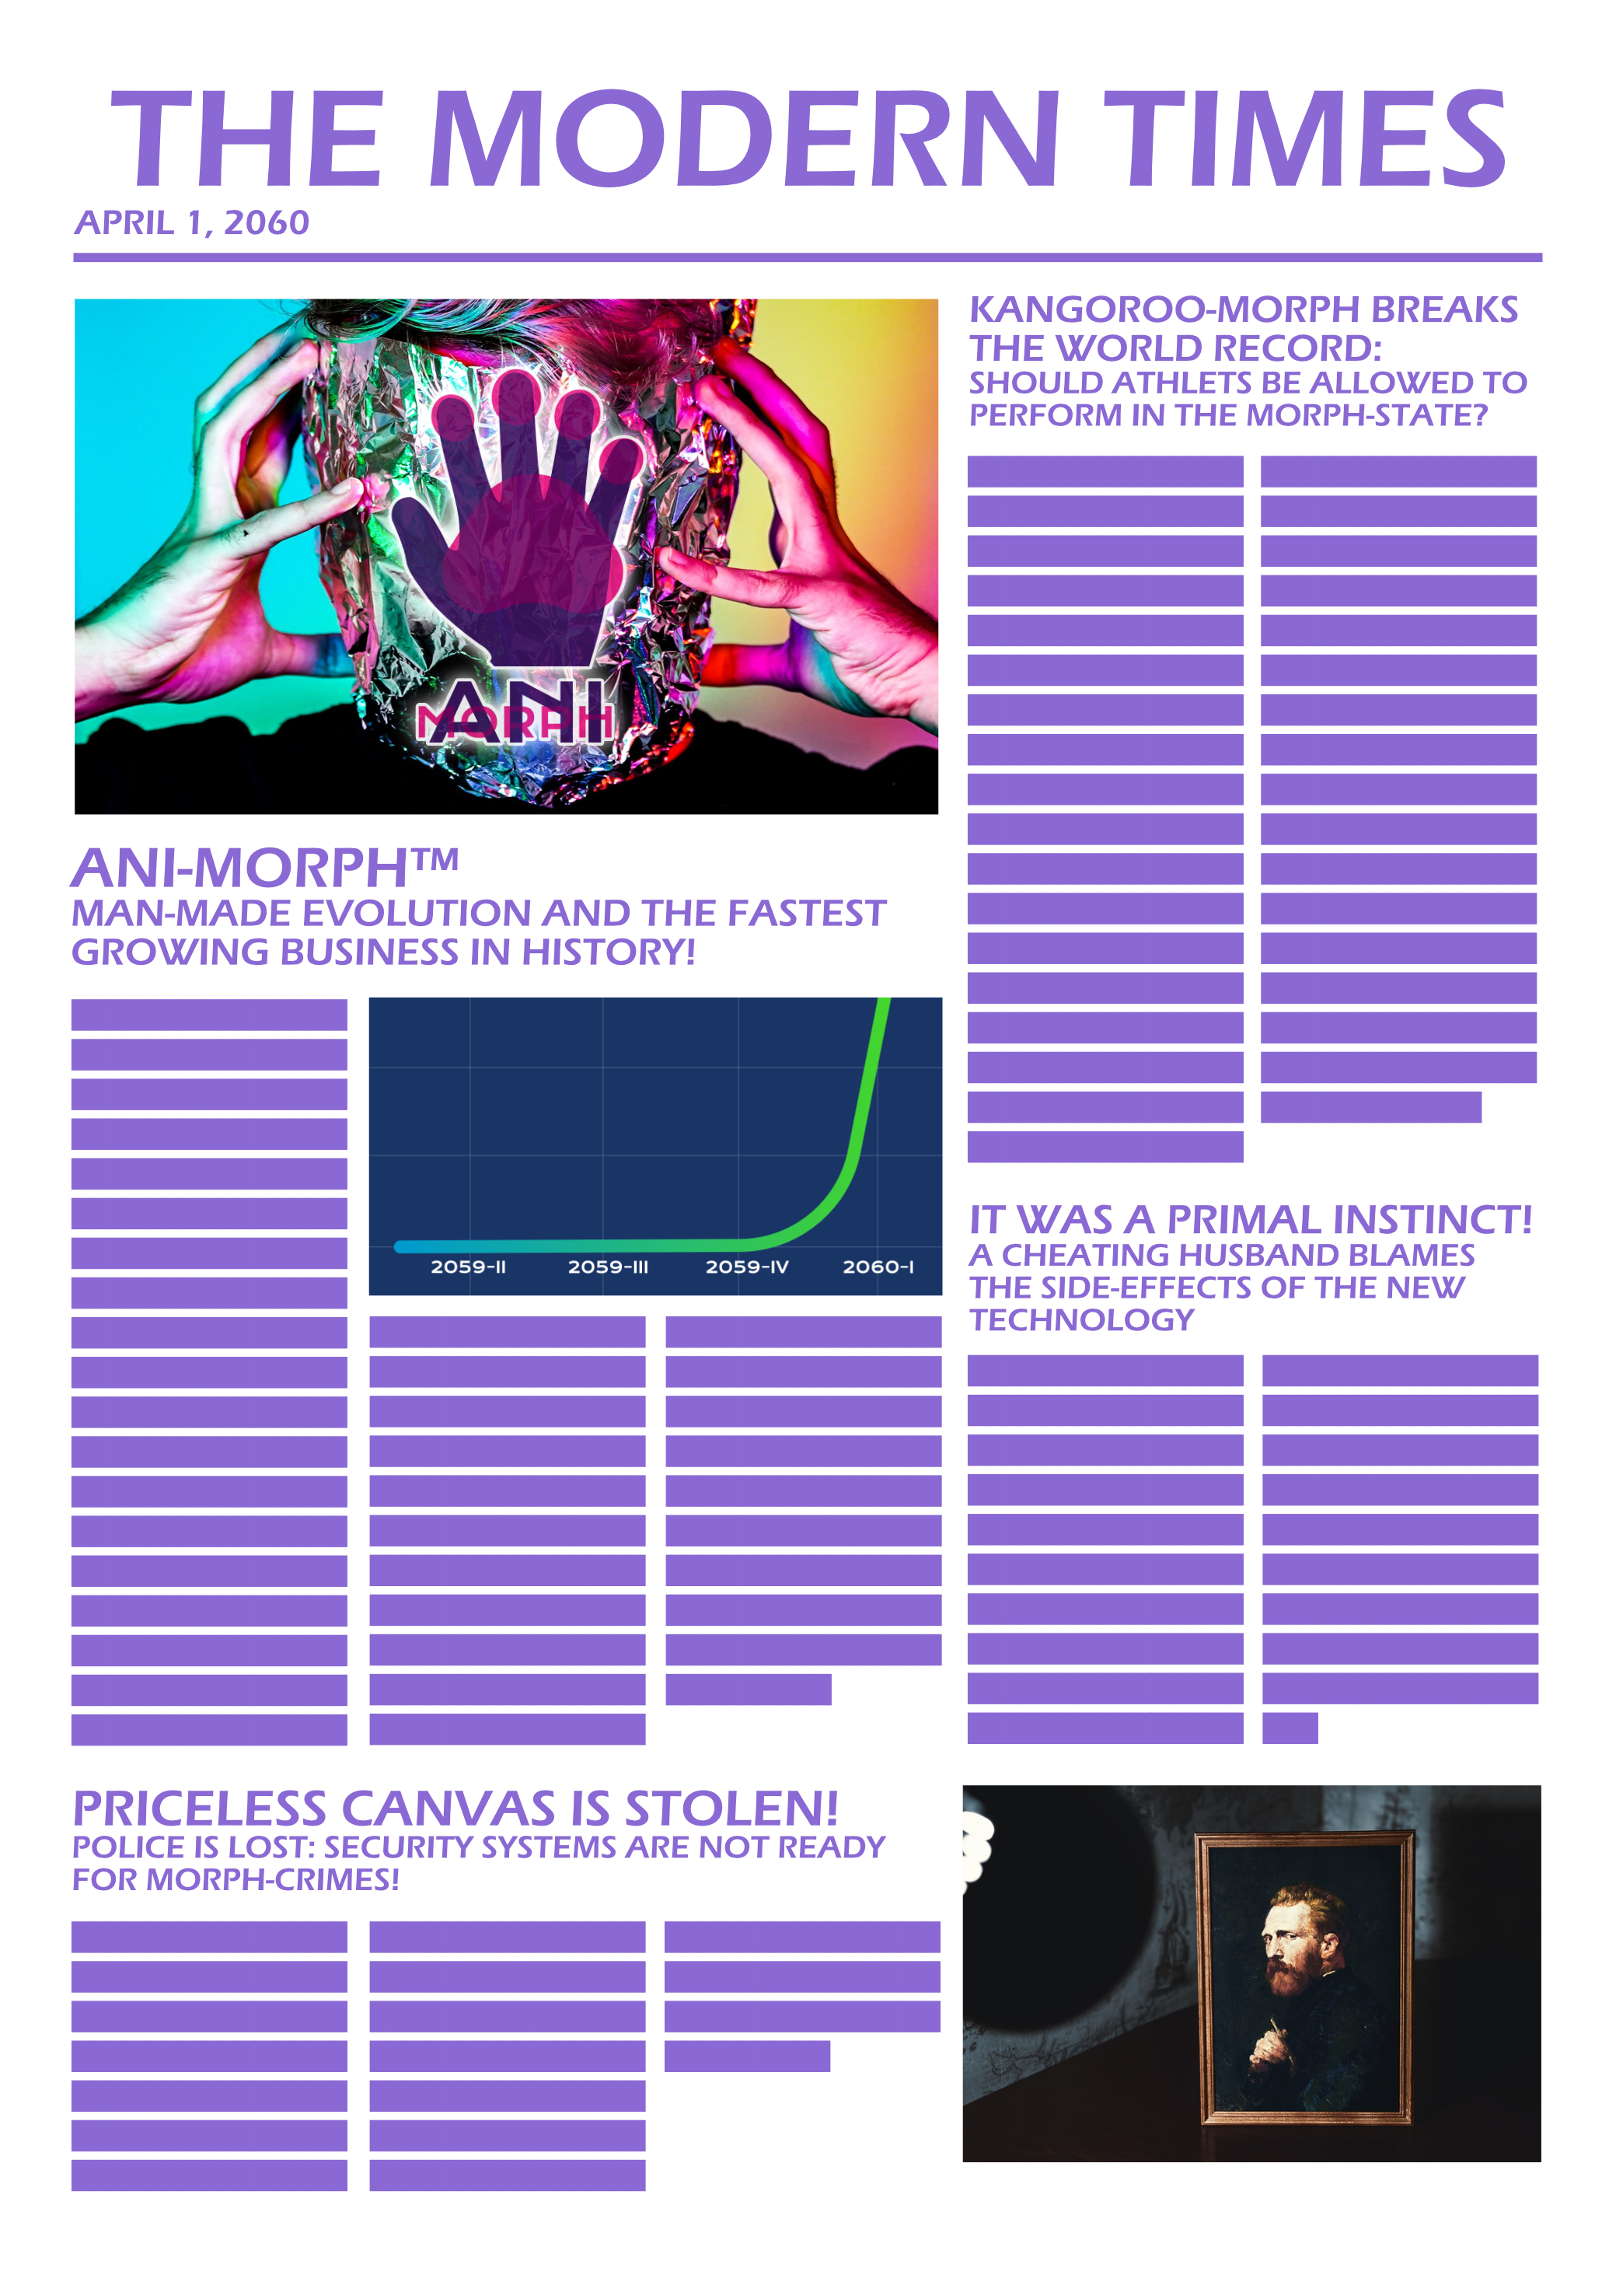 THE MODERN TIMES
APRIL 1, 2060
ANI
MORPH
ANI-MORPH™
MAN-MADE EVOLUTION AND THE FASTEST
GROWING BUSINESS IN HISTORY!
2059-II 2059-III 2059-IV 2060-I
KANGOROO-MORPH BREAKS
THE WORLD RECORD:
SHOULD ATHLETS BE ALLOWED TO
PERFORM IN THE MORPH-STATE?
IT WAS A PRIMAL INSTINCT!
A CHEATING HUSBAND BLAMES
THE SIDE-EFFECTS OF THE NEW
TECHNOLOGY
PRICELESS CANVAS IS STOLEN!
POLICE IS LOST: SECURITY SYSTEMS ARE NOT READY
FOR MORPH-CRIMES!